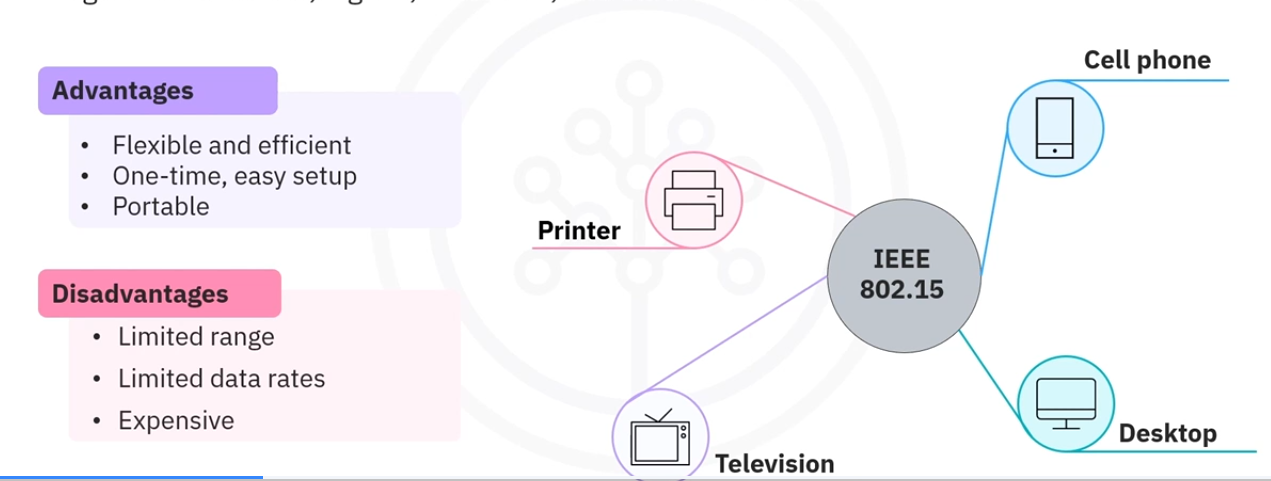 Advantages
• Flexible and efficient
• One-time, easy setup
• Portable
Disadvantages
• Limited range
• Limited data rates
• Expensive
Cell phone
Printer
IEEE
802.15
Desktop
Television